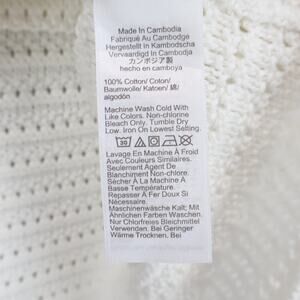 Made In Cambodia
Fabriqué Au Cambodge
Hergestellt In Kambodscha
Vervaardigd In Cambodja
カンボジア製
hecho en camboya
100% Cotton/ Coton/
Baumwolle/ Katoen/ 綿/
algodón
Machine Wash Cold With
Like Colors. Non-chlorine
Bleach Only. Tumble Dry
Low. Iron On Lowest Setting.
30
Lavage En Machine À Froid
Avec Couleurs Similaires.
Seulement Agent De
Blanchiment Non-chlore.
Sécher À La Machine À
Basse Température.
Repasser À Fer Doux Si
Nécessaire.
Maschinenwäsche Kalt; Mit
Ähnlichen Farben Waschen.
Nur Chlorfreies Bleichmittel
Verwenden. Bei Geringer
Wärme Trocknen. Bei